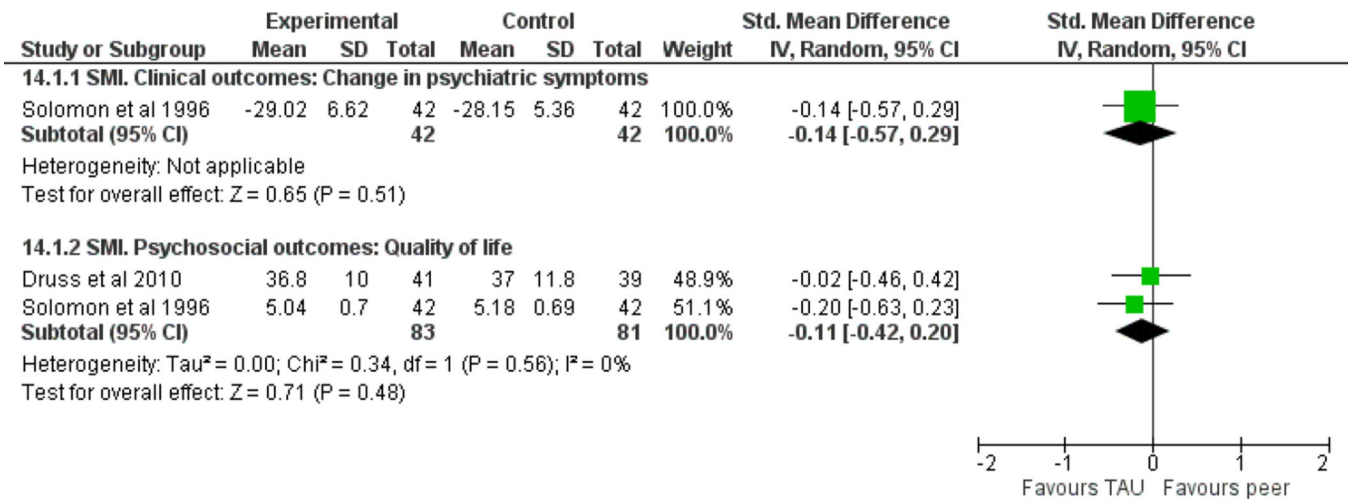 Experimental Control Std. Mean Difference Std. Mean Difference
Study or Subgroup Mean SD Total Mean SD Total Weight IV, Random, 95% CI IV, Random, 95% CI
14.1.1 SMI. Clinical outcomes: Change in psychiatric symptoms
Solomon et al 1996 -29.02 6.62 42 -28.15 5.36 42 100.0% -0.14 [-0.57, 0.29]
Subtotal (95% CI) 42 42 100.0% -0.14 [-0.57, 0.29]
Heterogeneity: Not applicable
Test for overall effect: Z = 0.65 (P = 0.51)
14.1.2 SMI. Psychosocial outcomes: Quality of life
Druss et al 2010 36.8 10 41 37 11.8 39 48.9% -0.02 [-0.46, 0.42]
Solomon et al 1996 5.04 0.7 42 5.18 0.69 42 51.1% -0.20 [-0.63, 0.23]
Subtotal (95% CI) 83 81 100.0% -0.11 [-0.42, 0.20]
Heterogeneity: Tau² = 0.00; Chi² = 0.34, df = 1 (P = 0.56); I² = 0%
Test for overall effect: Z = 0.71 (P = 0.48)
-2 -1 0 1 2
Favours TAU Favours peer